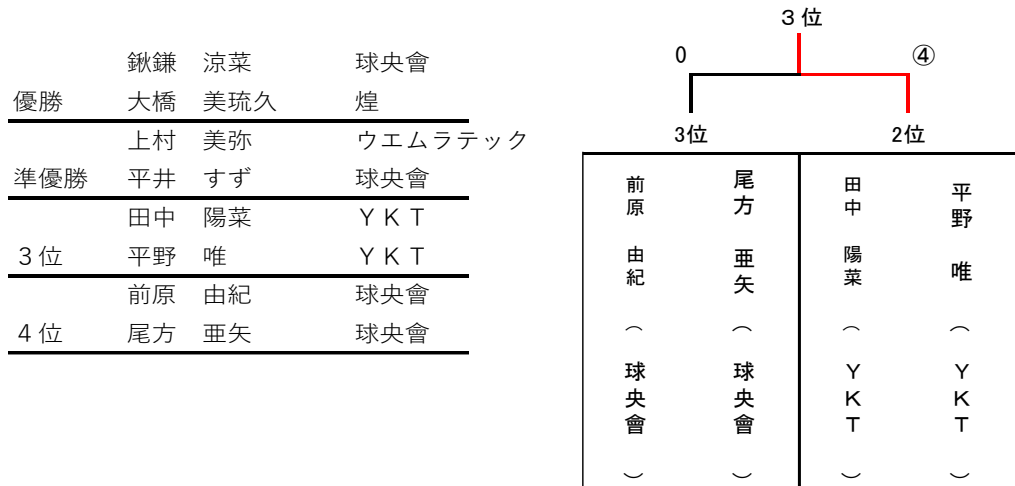 鍬鎌 涼菜 球央會
優勝 大橋 美琉久 煌
上村 美弥 ウエムラテック
準優勝 平井 すず 球央會
田中 陽菜 ＹＫＴ
３位 平野 唯 ＹＫＴ
前原 由紀 球央會
４位 尾方 亜矢 球央會
３位
0 ④
3位 2位
前原 由紀（球央會）
尾方 亜矢（球央會）
田中 陽菜（ＹＫＴ）
平野 唯（ＹＫＴ）